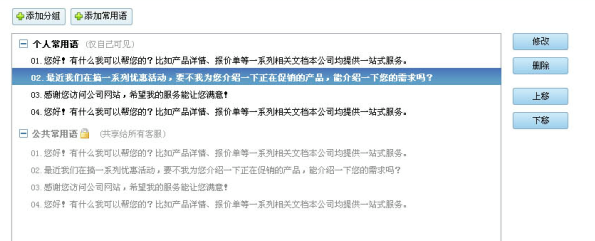 添加分组 添加常用语
个人常用语 (仅自己可见)
01. 您好！有什么我可以帮您的？比如产品详情、报价单等一系列相关文档本公司均提供一站式服务。
02. 最近我们在搞一系列优惠活动，要不我为您介绍一下正在促销的产品，能介绍一下您的需求吗？
03. 感谢您访问公司网站，希望我的服务能让您满意！
04. 您好！有什么我可以帮您的？比如产品详情、报价单等一系列相关文档本公司均提供一站式服务。
公共常用语 (共享给所有客服)
01. 您好！有什么我可以帮您的？比如产品详情、报价单等一系列相关文档本公司均提供一站式服务。
02. 最近我们在搞一系列优惠活动，要不我为您介绍一下正在促销的产品，能介绍一下您的需求吗？
03. 感谢您访问公司网站，希望我的服务能让您满意！
04. 您好！有什么我可以帮您的？比如产品详情、报价单等一系列相关文档本公司均提供一站式服务。
修改
删除
上移
下移